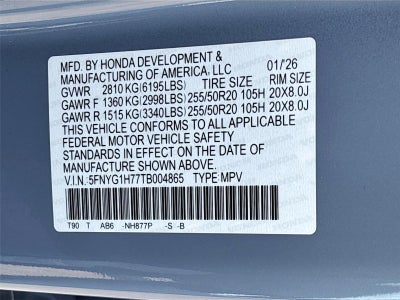 MFD. BY HONDA DEVELOPMENT &
MANUFACTURING OF AMERICA, LLC 01/'26
GVWR 2810 KG(6195LBS) TIRE SIZE RIM SIZE
GAWR F 1360 KG(2998LBS) 255/50R20 105H 20X8.0J
GAWR R 1515 KG(3340LBS) 255/50R20 105H 20X8.0J
THIS VEHICLE CONFORMS TO ALL APPLICABLE
FEDERAL MOTOR VEHICLE SAFETY
STANDARDS IN EFFECT ON THE DATE OF
MANUFACTURE SHOWN ABOVE.
V.I.N.: 5FNYG1H77TB004865 TYPE: MPV
T90 T AB6 -NH877P -S -B